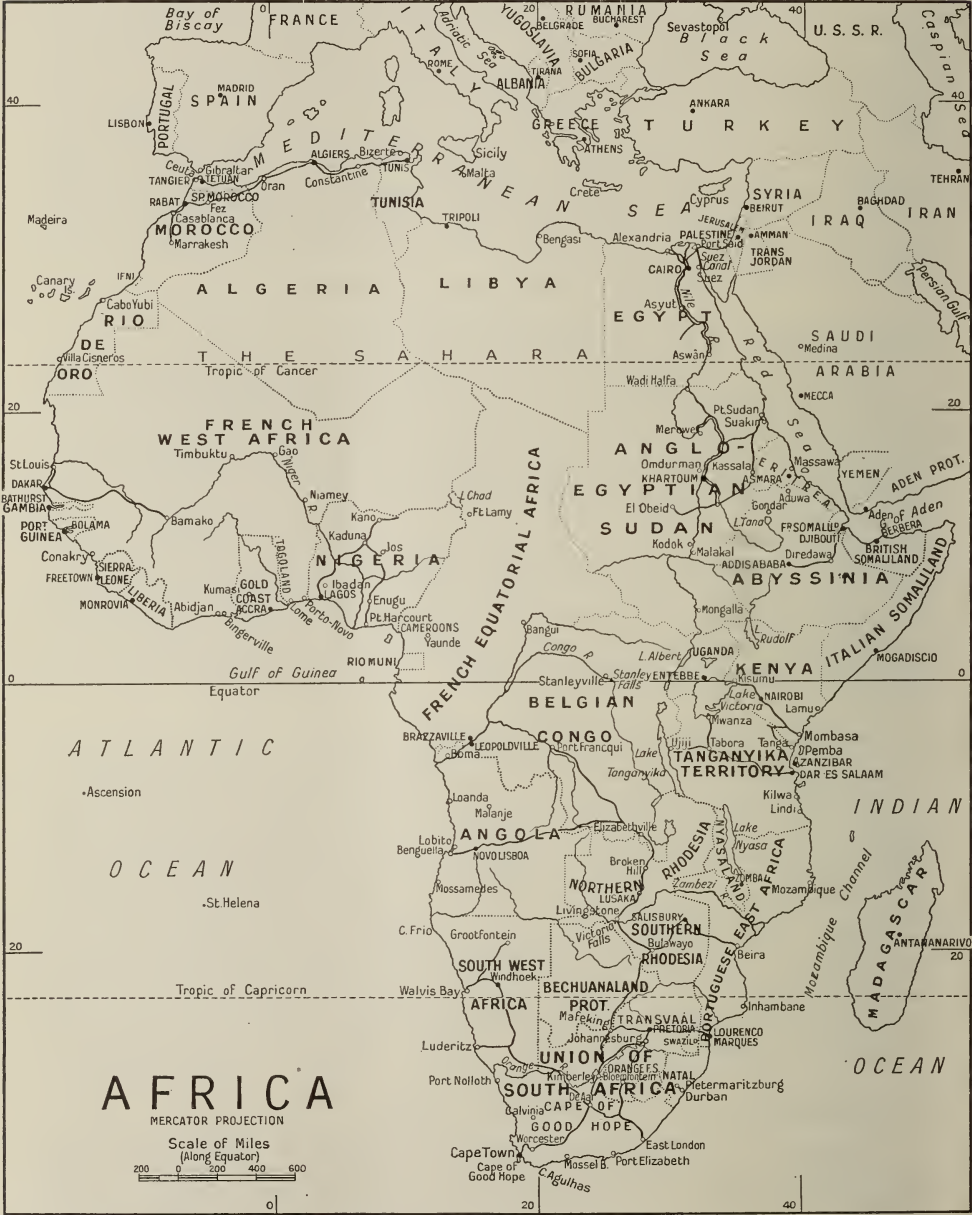 Bay of
Biscay
0
FRANCE
ITALY
Adriatic
Sea
YUGOSLAVIA
20
BELGRADE
RUMANIA
BUCHAREST
Sevastopol
Black
Sea
40
U.S.S.R.
Caspian
Sea
ROME
TIRANA
SOFIA
BULGARIA
ALBANIA
40
MADRID
SPAIN
PORTUGAL
LISBON
GREECE
ATHENS
ANKARA
TURKEY
40
MEDITERRANEAN SEA
Ceuta
Gibraltar
TANGIER
TETUAN
ALGIERS
Bizerte
TUNIS
Sicily
Malta
Crete
Cyprus
SYRIA
BEIRUT
BAGHDAD
TEHRAN
Oran
Constantine
RABAT
SP. MOROCCO
Fez
Casablanca
MOROCCO
Marrakesh
TUNISIA
TRIPOLI
Bengasi
Alexandria
JERUSALEM
PALESTINE
AMMAN
TRANS
JORDAN
IRAQ
IRAN
Madeira
Canary
Is.
IFNI
Port Said
CAIRO
Suez
Canal
Suez
Persian Gulf
ALGERIA
LIBYA
Nile
R.
Asyut
EGYPT
Cabo Yubi
RIO
DE
ORO
Villa Cisneros
THE SAHARA
Tropic of Cancer
Aswân
Red Sea
Medina
SAUDI
ARABIA
MECCA
Wadi Halfa
20
20
FRENCH
WEST AFRICA
Timbuktu
Gao
Niger
R
Pt. Sudan
Suakin
Merowe
ANGLO-
EGYPTIAN
SUDAN
Omdurman
KHARTOUM
Kassala
ERITREA
ASMARA
Massawa
YEMEN
ADEN PROT.
St Louis
DAKAR
BATHURST
GAMBIA
PORT
GUINEA
BOLAMA
Bamako
Niamey
L. Chad
Ft Lamy
El Obeid
Aduwa
Gondar
L. Tana
Aden
G. of Aden
BERBERA
FR. SOMALILD
DJIBOUTI
Kano
Kaduna
Jos
NIGERIA
Kodok
Malakal
Diredawa
ADDIS ABABA
BRITISH
SOMALILAND
ABYSSINIA
Conakry
FREETOWN
SIERRA
LEONE
MONROVIA
LIBERIA
Kumasi
GOLD
COAST
ACCRA
TOGOLAND
Abidjan
Bingerville
Lome
Porto-Novo
Ibadan
LAGOS
Enugu
Pt. Harcourt
CAMEROONS
Yaunde
RIO MUNI
FRENCH EQUATORIAL AFRICA
Bangui
Mongalla
L.
Rudolf
ITALIAN SOMALILAND
MOGADISCIO
Gulf of Guinea
0
Equator
Congo R
L. Albert
UGANDA
Stanleyville
Stanley
Falls
ENTEBBE
KENYA
Kisumu
0
BELGIAN
CONGO
Lake
Victoria
NAIROBI
Lamu
Mwanza
BRAZZAVILLE
LEOPOLDVILLE
Boma
Port Francqui
Lake
Tanganyika
Ujiji
Tabora
Tanga
Mombasa
Pemba
ZANZIBAR
DAR ES SALAAM
TANGANYIKA
TERRITORY
ATLANTIC
OCEAN
Ascension
St. Helena
Loanda
Malanje
ANGOLA
Lobito
Benguella
NOVO LISBOA
Elizabethville
Kilwa
Lindi
INDIAN
OCEAN
Lake
Nyasa
NYASALAND
ZOMBA
Mossamedes
Broken
Hill
NORTHERN
RHODESIA
LUSAKA
Zambezi
R
Mozambique
Mozambique Channel
Livingstone
Victoria
Falls
SALISBURY
SOUTHERN
RHODESIA
Bulawayo
PORTUGUESE EAST AFRICA
Beira
MADAGASCAR
ANTANANARIVO
C. Frio
Grootfontein
20
20
SOUTH WEST
AFRICA
Windhoek
Tropic of Capricorn
Walvis Bay
BECHUANALAND
PROT.
Inhambane
Mafeking
TRANSVAAL
PRETORIA
Johannesburg
SWAZILD
LOURENCO
MARQUES
Luderitz
UNION OF
SOUTH AFRICA
Orange
R.
Kimberley
ORANGE F.S.
Bloemfontein
NATAL
Pietermaritzburg
Durban
Port Nolloth
De Aar
Calvinia
CAPE OF
GOOD HOPE
Worcester
Cape Town
Cape of
Good Hope
C. Agulhas
Mossel B.
Port Elizabeth
East London
AFRICA
MERCATOR PROJECTION
Scale of Miles
(Along Equator)
200 0 200 400 600
0
20
40